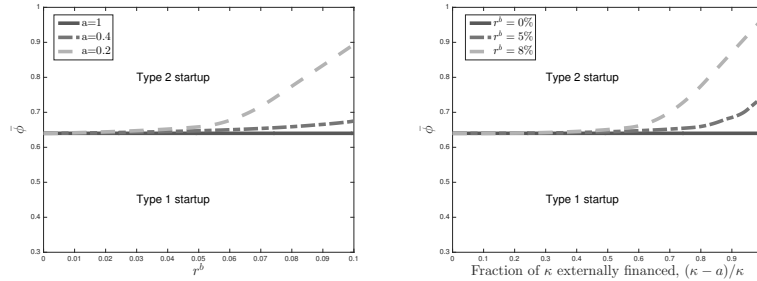 1
0.9
0.8
0.7
0.6
0.5
0.4
0.3
a=1
a=0.4
a=0.2
Type 2 startup
Type 1 startup
ϕ̄
0 0.01 0.02 0.03 0.04 0.05 0.06 0.07 0.08 0.09 0.1
r^b
1
0.9
0.8
0.7
0.6
0.5
0.4
0.3
r^b = 0%
r^b = 5%
r^b = 8%
Type 2 startup
Type 1 startup
ϕ̄
0 0.1 0.2 0.3 0.4 0.5 0.6 0.7 0.8 0.9
Fraction of κ externally financed, (κ − a)/κ